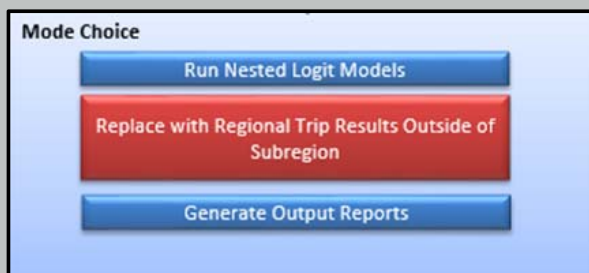 Mode Choice
Run Nested Logit Models
Replace with Regional Trip Results Outside of
Subregion
Generate Output Reports